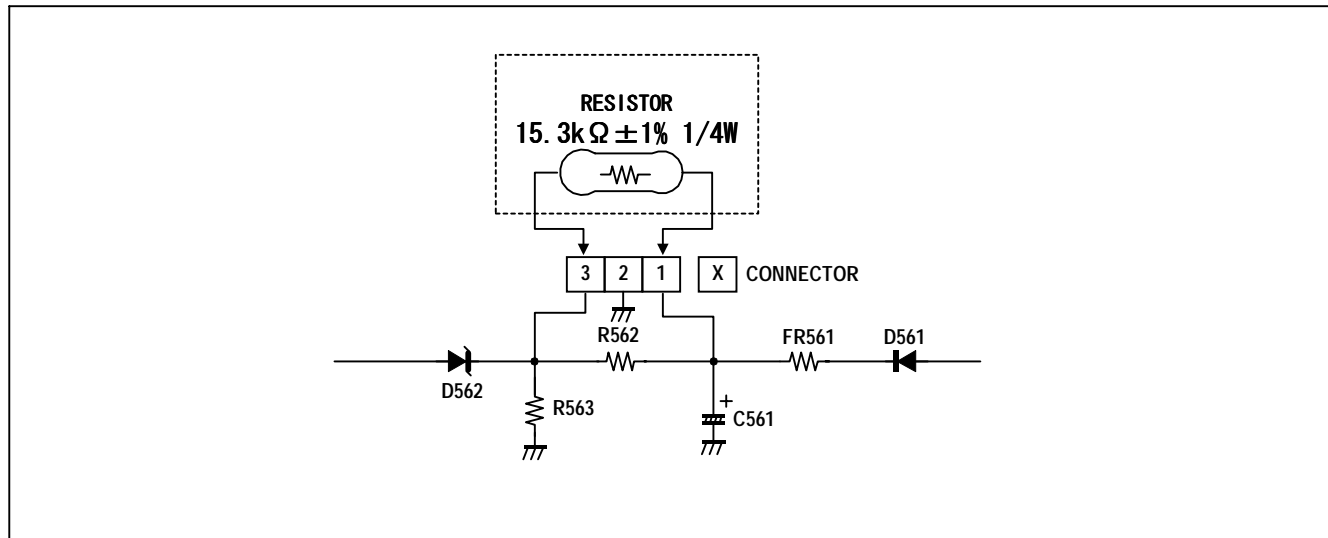 RESISTOR
15.3kΩ±1% 1/4W
3 2 1 X CONNECTOR
R562
FR561
D561
D562
R563
+
C561